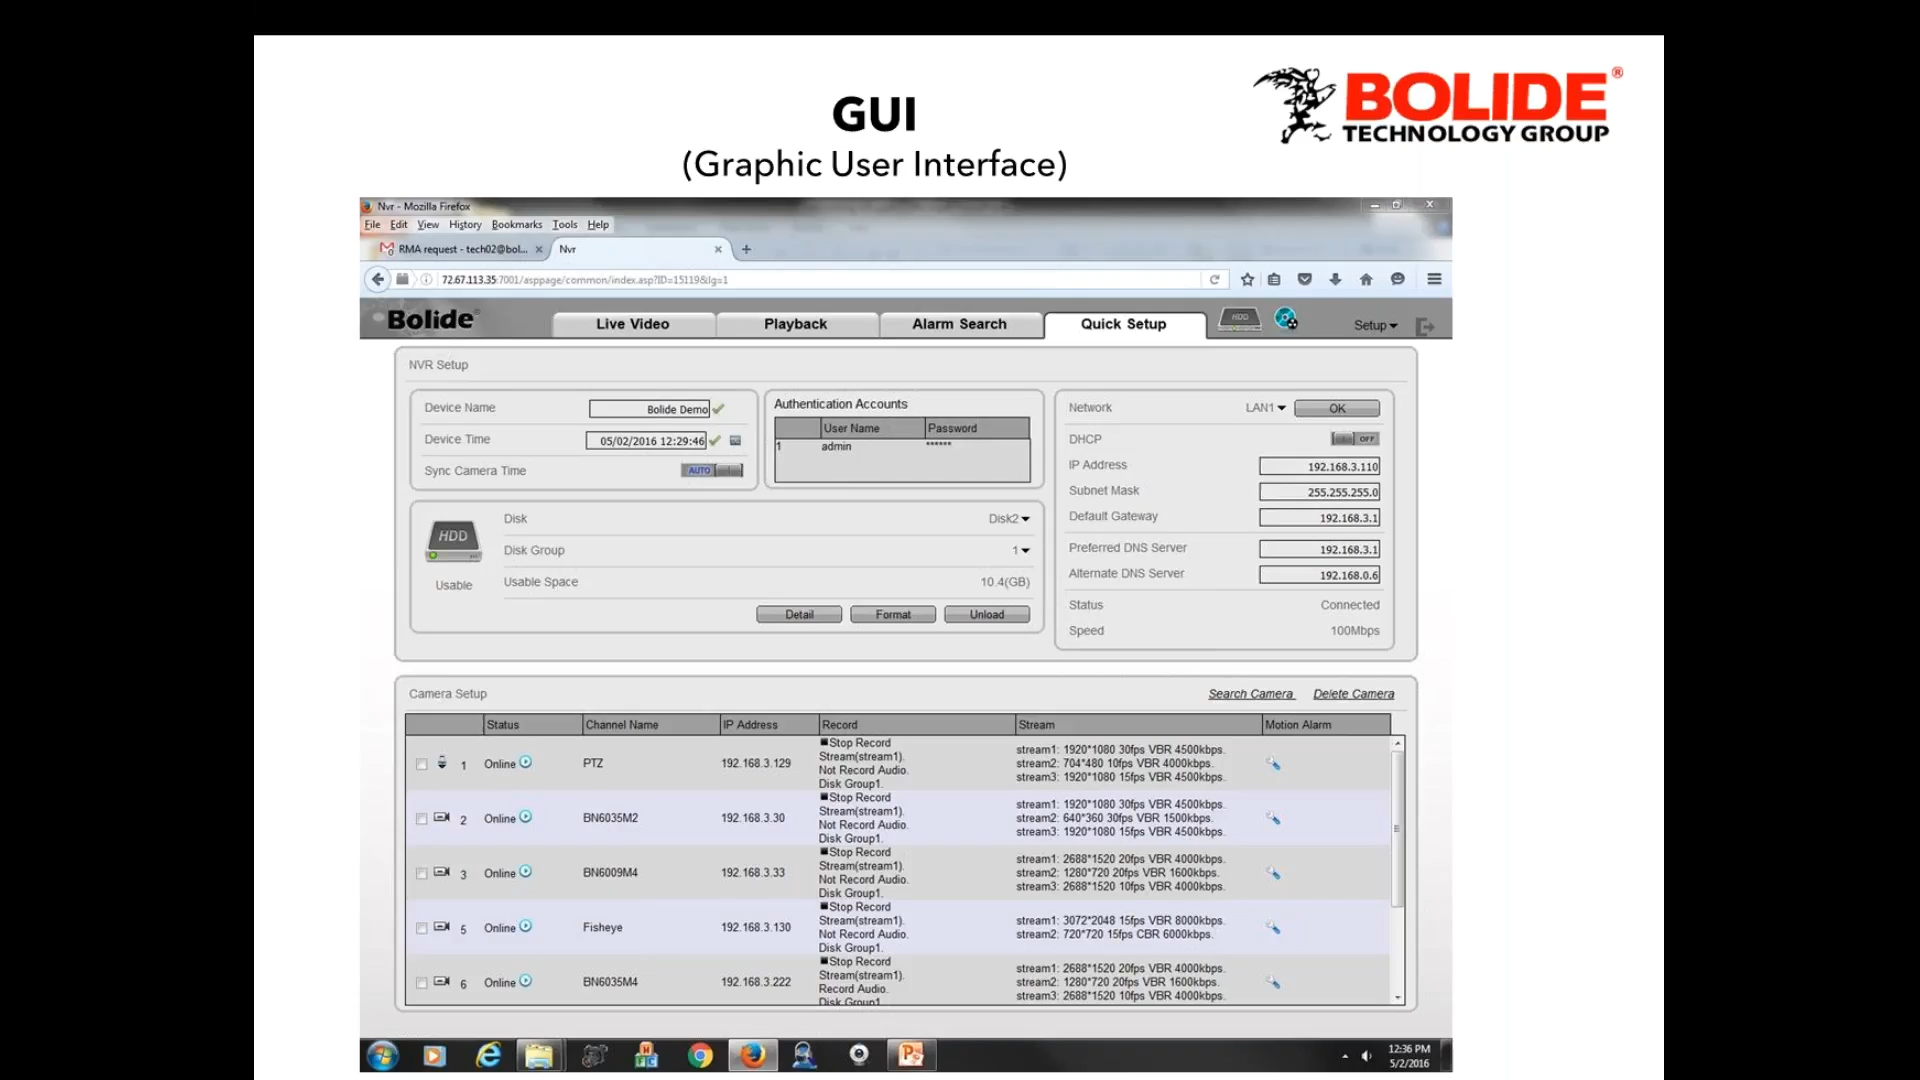 GUI
(Graphic User Interface)
BOLIDE®
TECHNOLOGY GROUP
Nvr - Mozilla Firefox
File Edit View History Bookmarks Tools Help
RMA request - tech02@bol... × Nvr × +
72.67.113.35:7001/asppage/common/index.asp?ID=15119&lg=1
Bolide® Live Video Playback Alarm Search Quick Setup HDD Setup
NVR Setup
Device Name Bolide Demo
Device Time 05/02/2016 12:29:46
Sync Camera Time AUTO
Authentication Accounts
User Name Password
1 admin ******
Network LAN1 OK
DHCP OFF
IP Address 192.168.3.110
Subnet Mask 255.255.255.0
Default Gateway 192.168.3.1
Preferred DNS Server 192.168.3.1
Alternate DNS Server 192.168.0.6
Status Connected
Speed 100Mbps
HDD
Usable
Disk Disk2
Disk Group 1
Usable Space 10.4(GB)
Detail Format Unload
Camera Setup Search Camera Delete Camera
Status Channel Name IP Address Record Stream Motion Alarm
1 Online PTZ 192.168.3.129
Stop Record
Stream(stream1).
Not Record Audio.
Disk Group1.
stream1: 1920*1080 30fps VBR 4500kbps.
stream2: 704*480 10fps VBR 4000kbps.
stream3: 1920*1080 15fps VBR 4500kbps.
2 Online BN6035M2 192.168.3.30
Stop Record
Stream(stream1).
Not Record Audio.
Disk Group1.
stream1: 1920*1080 30fps VBR 4500kbps.
stream2: 640*360 30fps VBR 1500kbps.
stream3: 1920*1080 15fps VBR 4500kbps.
3 Online BN6009M4 192.168.3.33
Stop Record
Stream(stream1).
Not Record Audio.
Disk Group1.
stream1: 2688*1520 20fps VBR 4000kbps.
stream2: 1280*720 20fps VBR 1600kbps.
stream3: 2688*1520 10fps VBR 4000kbps.
5 Online Fisheye 192.168.3.130
Stop Record
Stream(stream1).
Not Record Audio.
Disk Group1.
stream1: 3072*2048 15fps VBR 8000kbps.
stream2: 720*720 15fps CBR 6000kbps.
6 Online BN6035M4 192.168.3.222
Stop Record
Stream(stream1).
Record Audio.
Disk Group1.
stream1: 2688*1520 20fps VBR 4000kbps.
stream2: 1280*720 20fps VBR 1600kbps.
stream3: 2688*1520 10fps VBR 4000kbps.
12:36 PM
5/2/2016